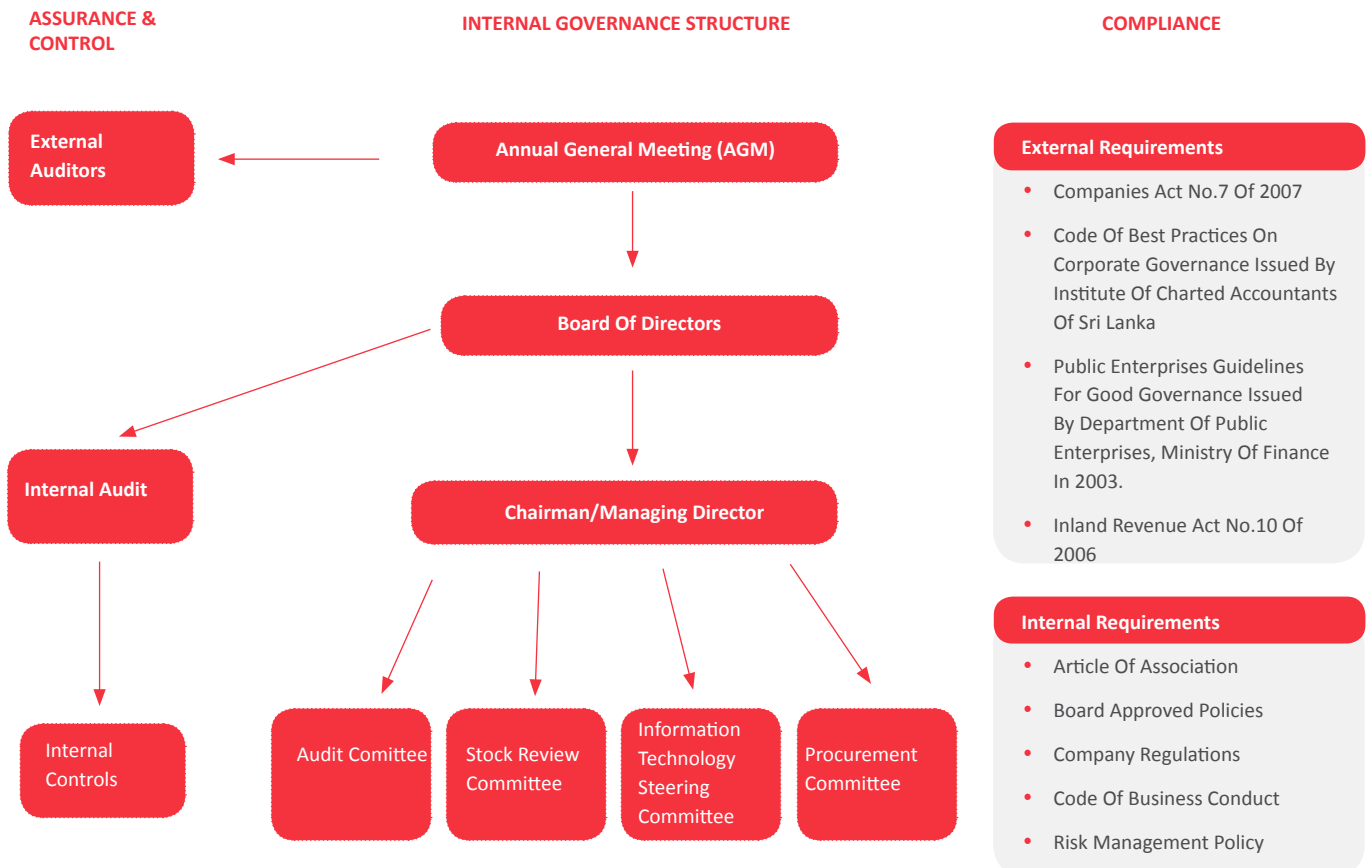 ASSURANCE &
CONTROL
INTERNAL GOVERNANCE STRUCTURE
COMPLIANCE
External
Auditors
Annual General Meeting (AGM)
Board Of Directors
Internal Audit
Chairman/Managing Director
Internal
Controls
Audit Comittee
Stock Review
Committee
Information
Technology
Steering
Committee
Procurement
Committee
External Requirements
• Companies Act No.7 Of 2007
• Code Of Best Practices On
Corporate Governance Issued By
Institute Of Charted Accountants
Of Sri Lanka
• Public Enterprises Guidelines
For Good Governance Issued
By Department Of Public
Enterprises, Ministry Of Finance
In 2003.
• Inland Revenue Act No.10 Of
2006
Internal Requirements
• Article Of Association
• Board Approved Policies
• Company Regulations
• Code Of Business Conduct
• Risk Management Policy